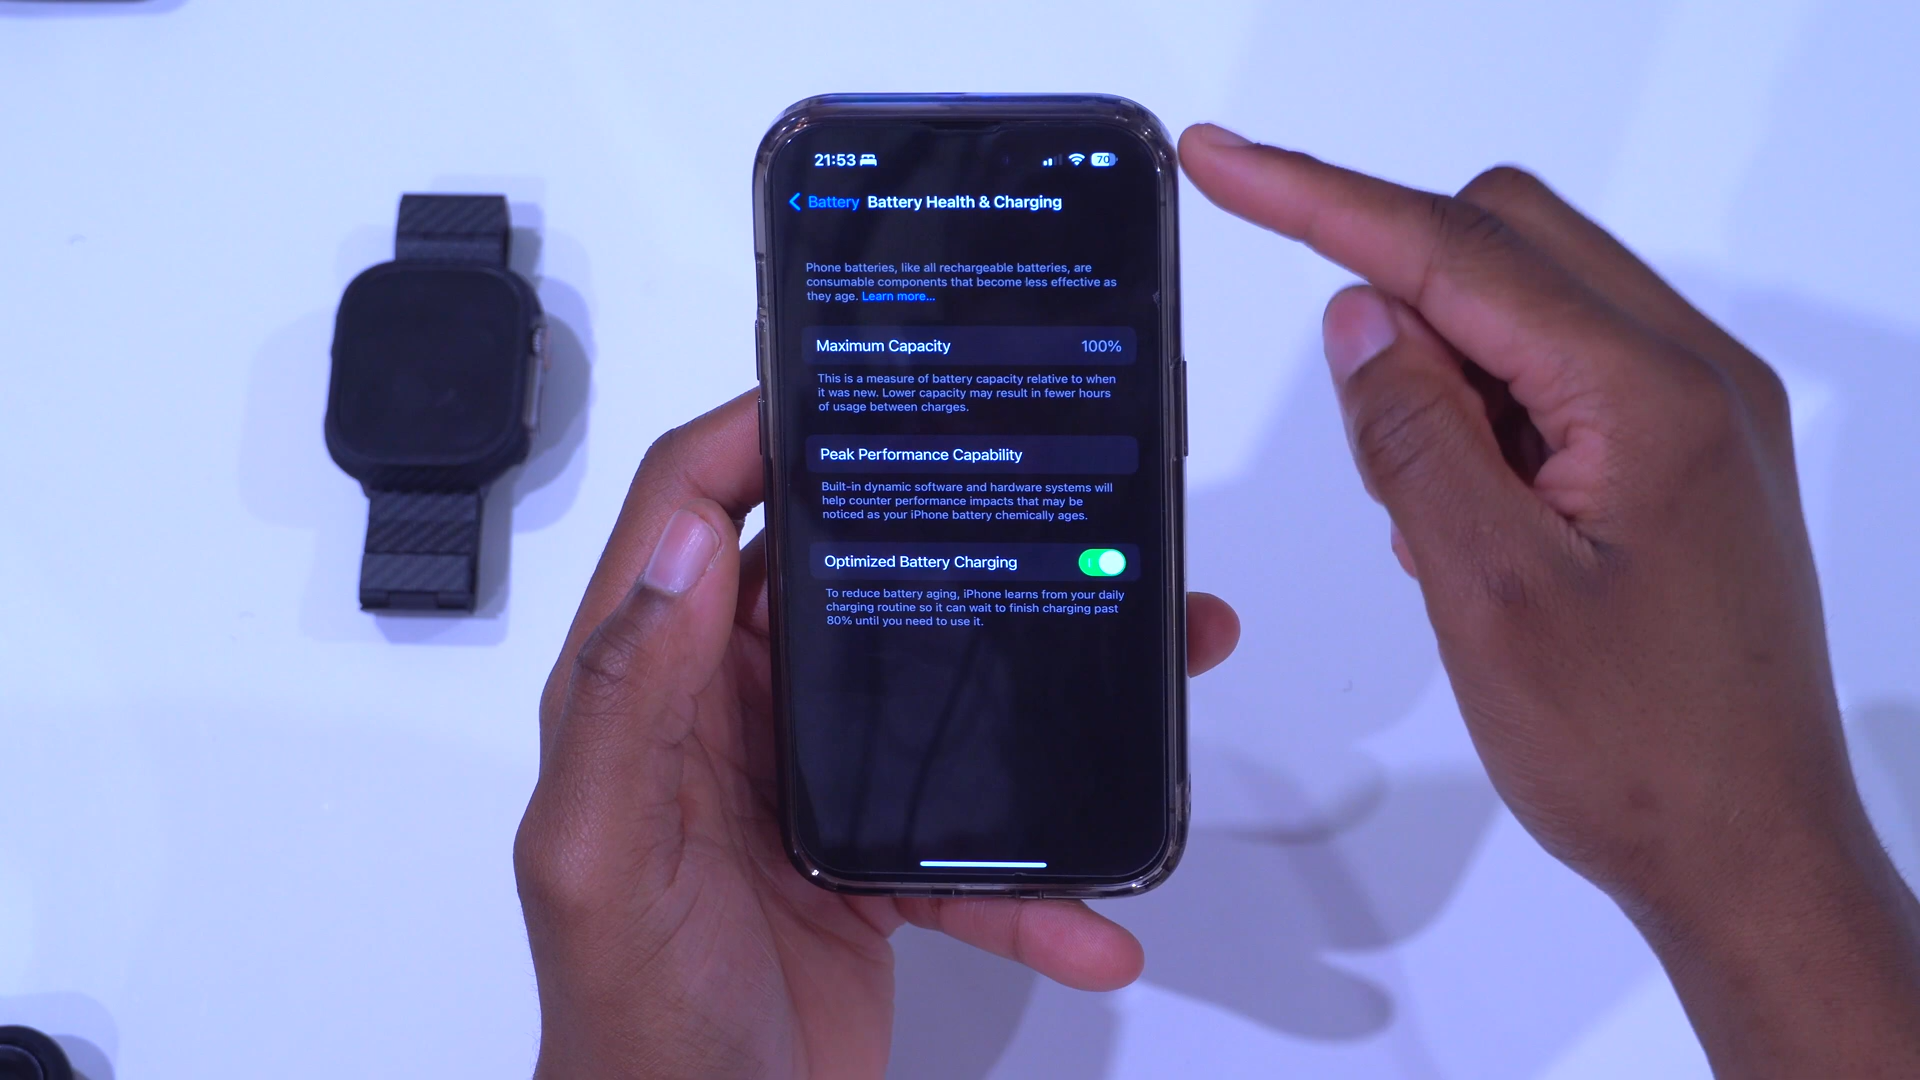 21:53 70
Battery Battery Health & Charging
Phone batteries, like all rechargeable batteries, are
consumable components that become less effective as
they age. Learn more...
Maximum Capacity 100%
This is a measure of battery capacity relative to when
it was new. Lower capacity may result in fewer hours
of usage between charges.
Peak Performance Capability
Built-in dynamic software and hardware systems will
help counter performance impacts that may be
noticed as your iPhone battery chemically ages.
Optimized Battery Charging
To reduce battery aging, iPhone learns from your daily
charging routine so it can wait to finish charging past
80% until you need to use it.